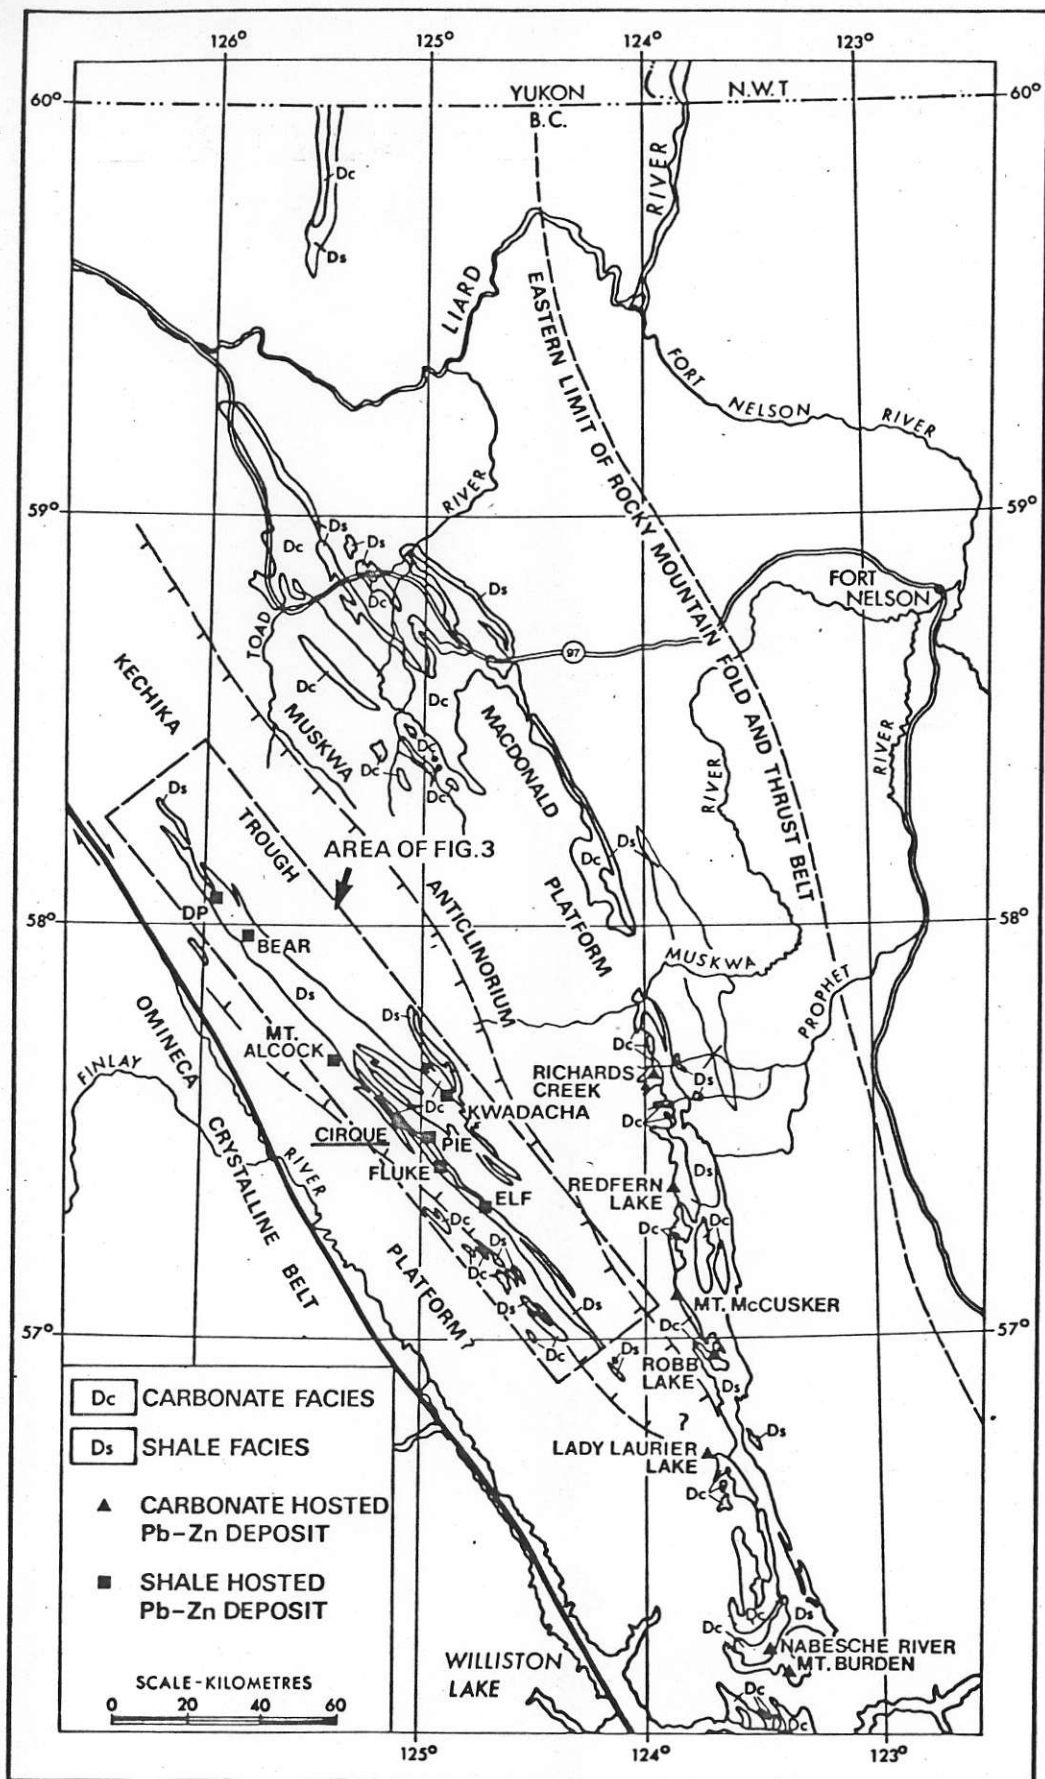 126° 125° 124° 123°
60° YUKON N.W.T 60°
B.C.
Dc
Ds
RIVER
LIARD
EASTERN LIMIT OF ROCKY MOUNTAIN FOLD AND THRUST BELT
FORT NELSON RIVER
RIVER
59° 59°
Ds
Dc
Ds
Ds
Dc
FORT
NELSON
TOAD
97
Dc
Dc
KECHIKA
MUSKWA
MACDONALD
RIVER
RIVER
Dc
Dc
Dc
Ds
TROUGH
AREA OF FIG.3
Ds
Dc
ANTICLINORIUM
PLATFORM
DP
58° 58°
BEAR
MUSKWA
PROPHET
Ds
Ds
OMINECA
MT.
ALCOCK
Dc
FINLAY
RICHARDS
CREEK
Ds
Dc
KWADACHA
Dc
CIRQUE
PIE
CRYSTALLINE
RIVER
FLUKE
Ds
REDFERN
LAKE
ELF
Dc
Dc
Dc
Ds
Dc
BELT
PLATFORM?
Ds
Ds
MT. McCUSKER
57° Dc 57°
Dc
Ds
ROBB
LAKE
Ds
?
Ds
LADY LAURIER
LAKE
Dc
Dc CARBONATE FACIES
Ds SHALE FACIES
CARBONATE HOSTED
Pb-Zn DEPOSIT
SHALE HOSTED
Pb-Zn DEPOSIT
Dc
Dc
Ds
NABESCHE RIVER
MT. BURDEN
WILLISTON
LAKE
Dc
Dc
SCALE-KILOMETRES
0 20 40 60
125° 124° 123°